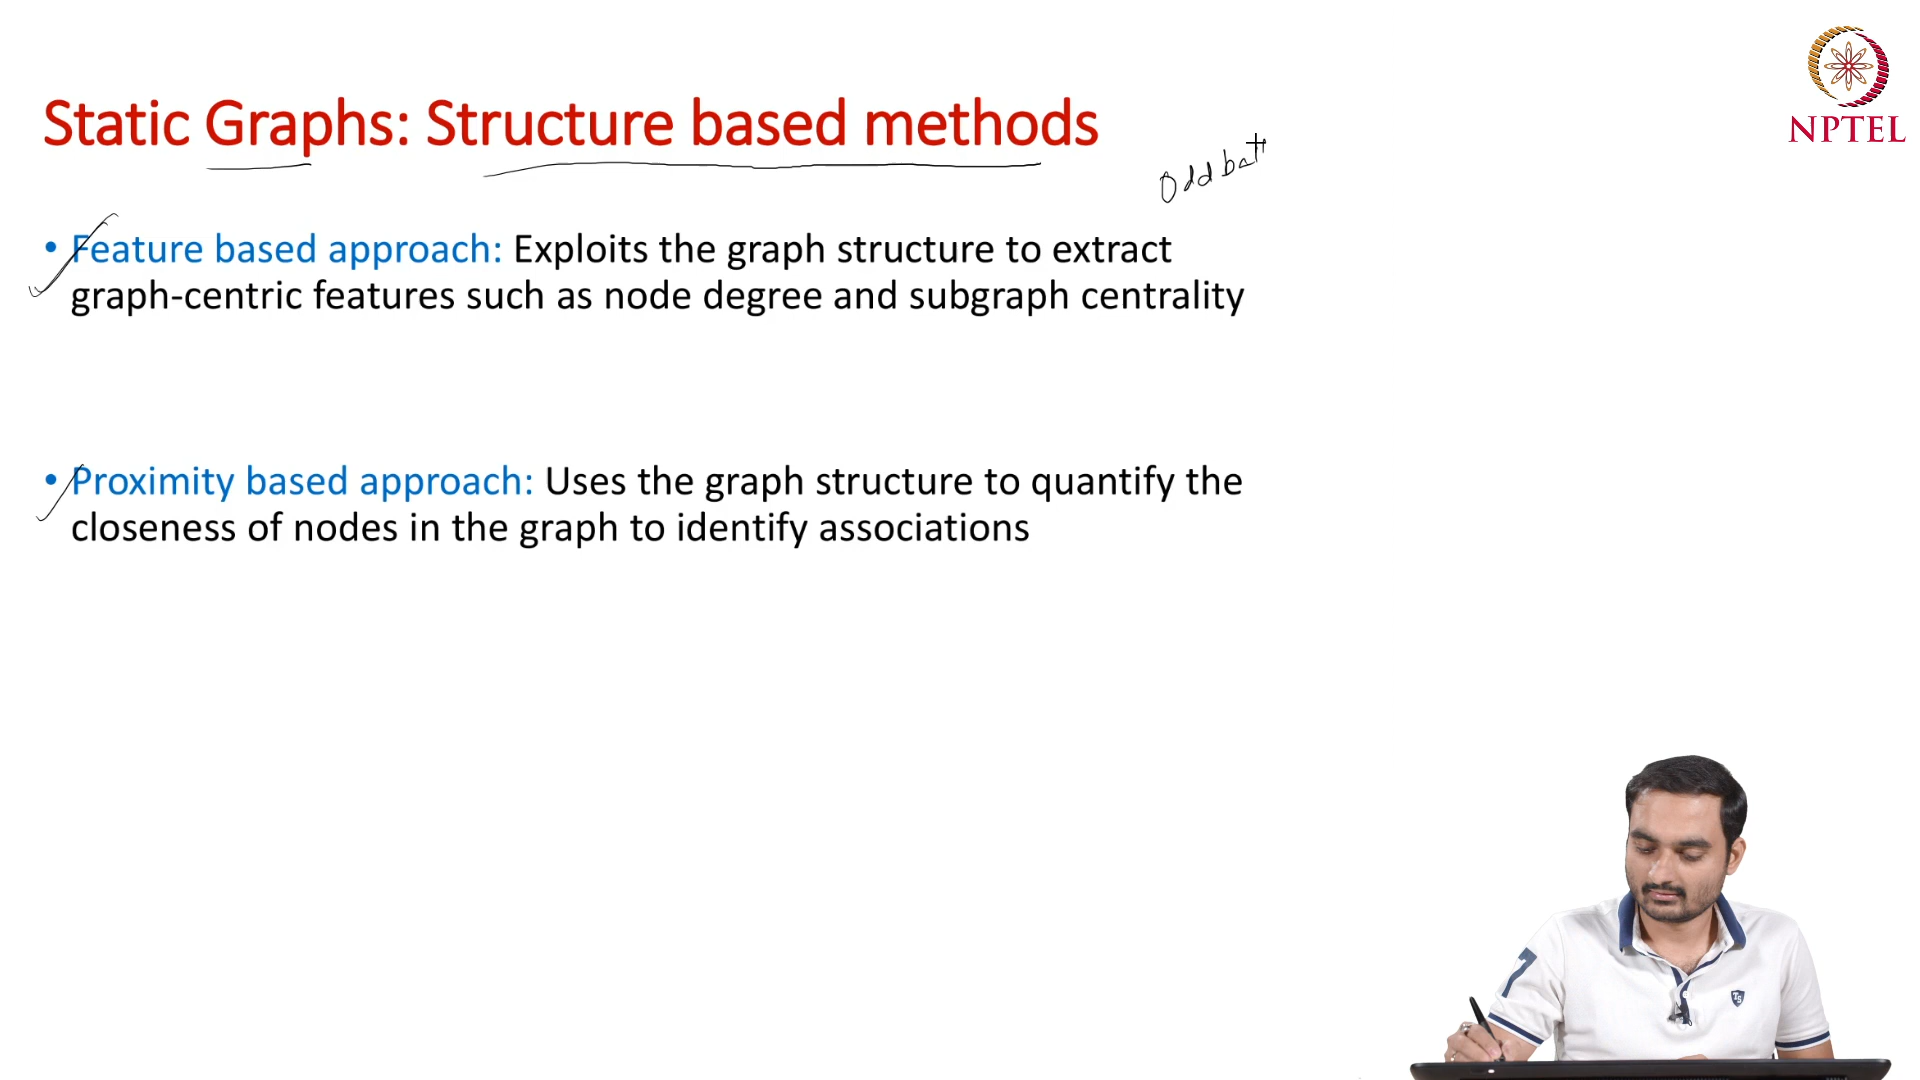 NPTEL
Static Graphs: Structure based methods
• Feature based approach: Exploits the graph structure to extract
graph-centric features such as node degree and subgraph centrality
• Proximity based approach: Uses the graph structure to quantify the
closeness of nodes in the graph to identify associations
7